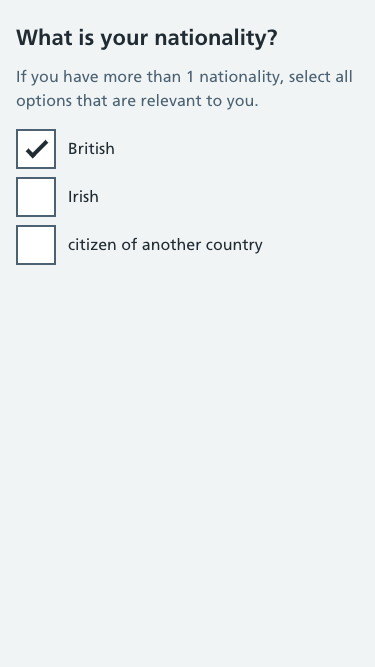 What is your nationality?
If you have more than 1 nationality, select all
options that are relevant to you.
British
Irish
citizen of another country